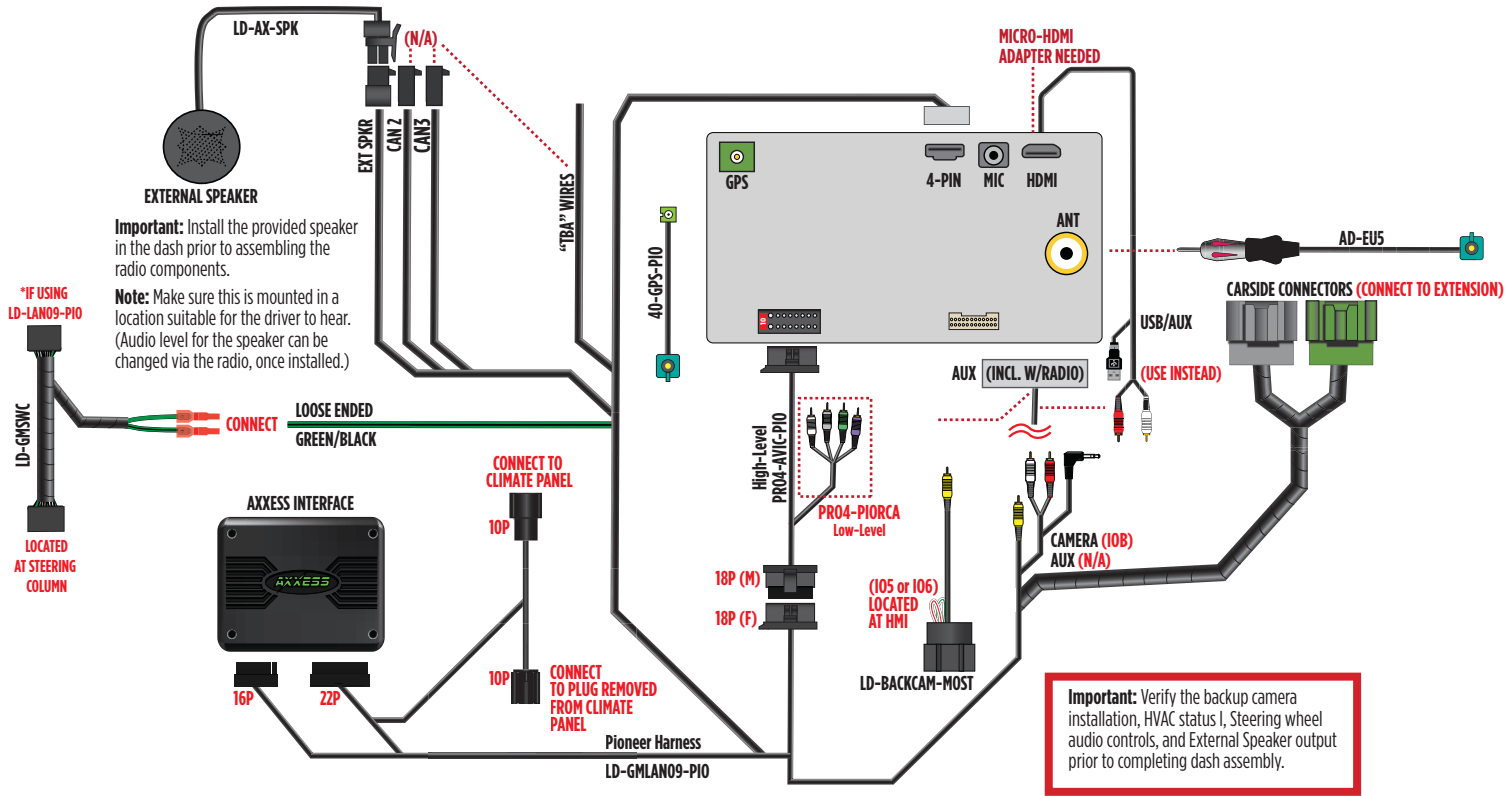 LD-AX-SPK
(N/A)
EXT SPKR
CAN 2
CAN3
"TBA" WIRES
EXTERNAL SPEAKER
Important: Install the provided speaker
in the dash prior to assembling the
radio components.
Note: Make sure this is mounted in a
location suitable for the driver to hear.
(Audio level for the speaker can be
changed via the radio, once installed.)
MICRO-HDMI
ADAPTER NEEDED
GPS
4-PIN
MIC
HDMI
ANT
40-GPS-PIO
10
AD-EU5
CARSIDE CONNECTORS (CONNECT TO EXTENSION)
USB/AUX
AUX
(INCL. W/RADIO)
(USE INSTEAD)
*IF USING
LD-LAN09-PIO
LD-GMSWC
CONNECT
LOOSE ENDED
GREEN/BLACK
LOCATED
AT STEERING
COLUMN
AXXESS INTERFACE
AXXESS
16P
22P
CONNECT TO
CLIMATE PANEL
10P
10P
CONNECT
TO PLUG REMOVED
FROM CLIMATE
PANEL
High-Level
PRO4-AVIC-PIO
PRO4-PIORCA
Low-Level
18P (M)
18P (F)
(IO5 or IO6)
LOCATED
AT HMI
LD-BACKCAM-MOST
CAMERA (IOB)
AUX (N/A)
Pioneer Harness
LD-GMLAN09-PIO
Important: Verify the backup camera
installation, HVAC status I, Steering wheel
audio controls, and External Speaker output
prior to completing dash assembly.